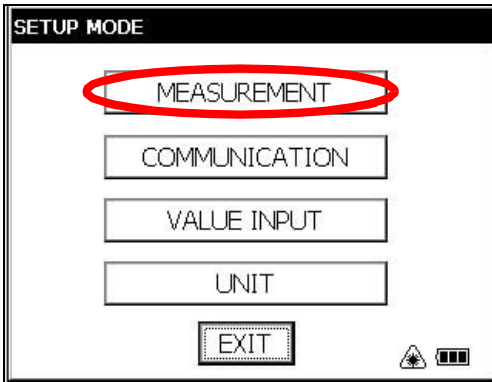 SETUP MODE
MEASUREMENT
COMMUNICATION
VALUE INPUT
UNIT
EXIT